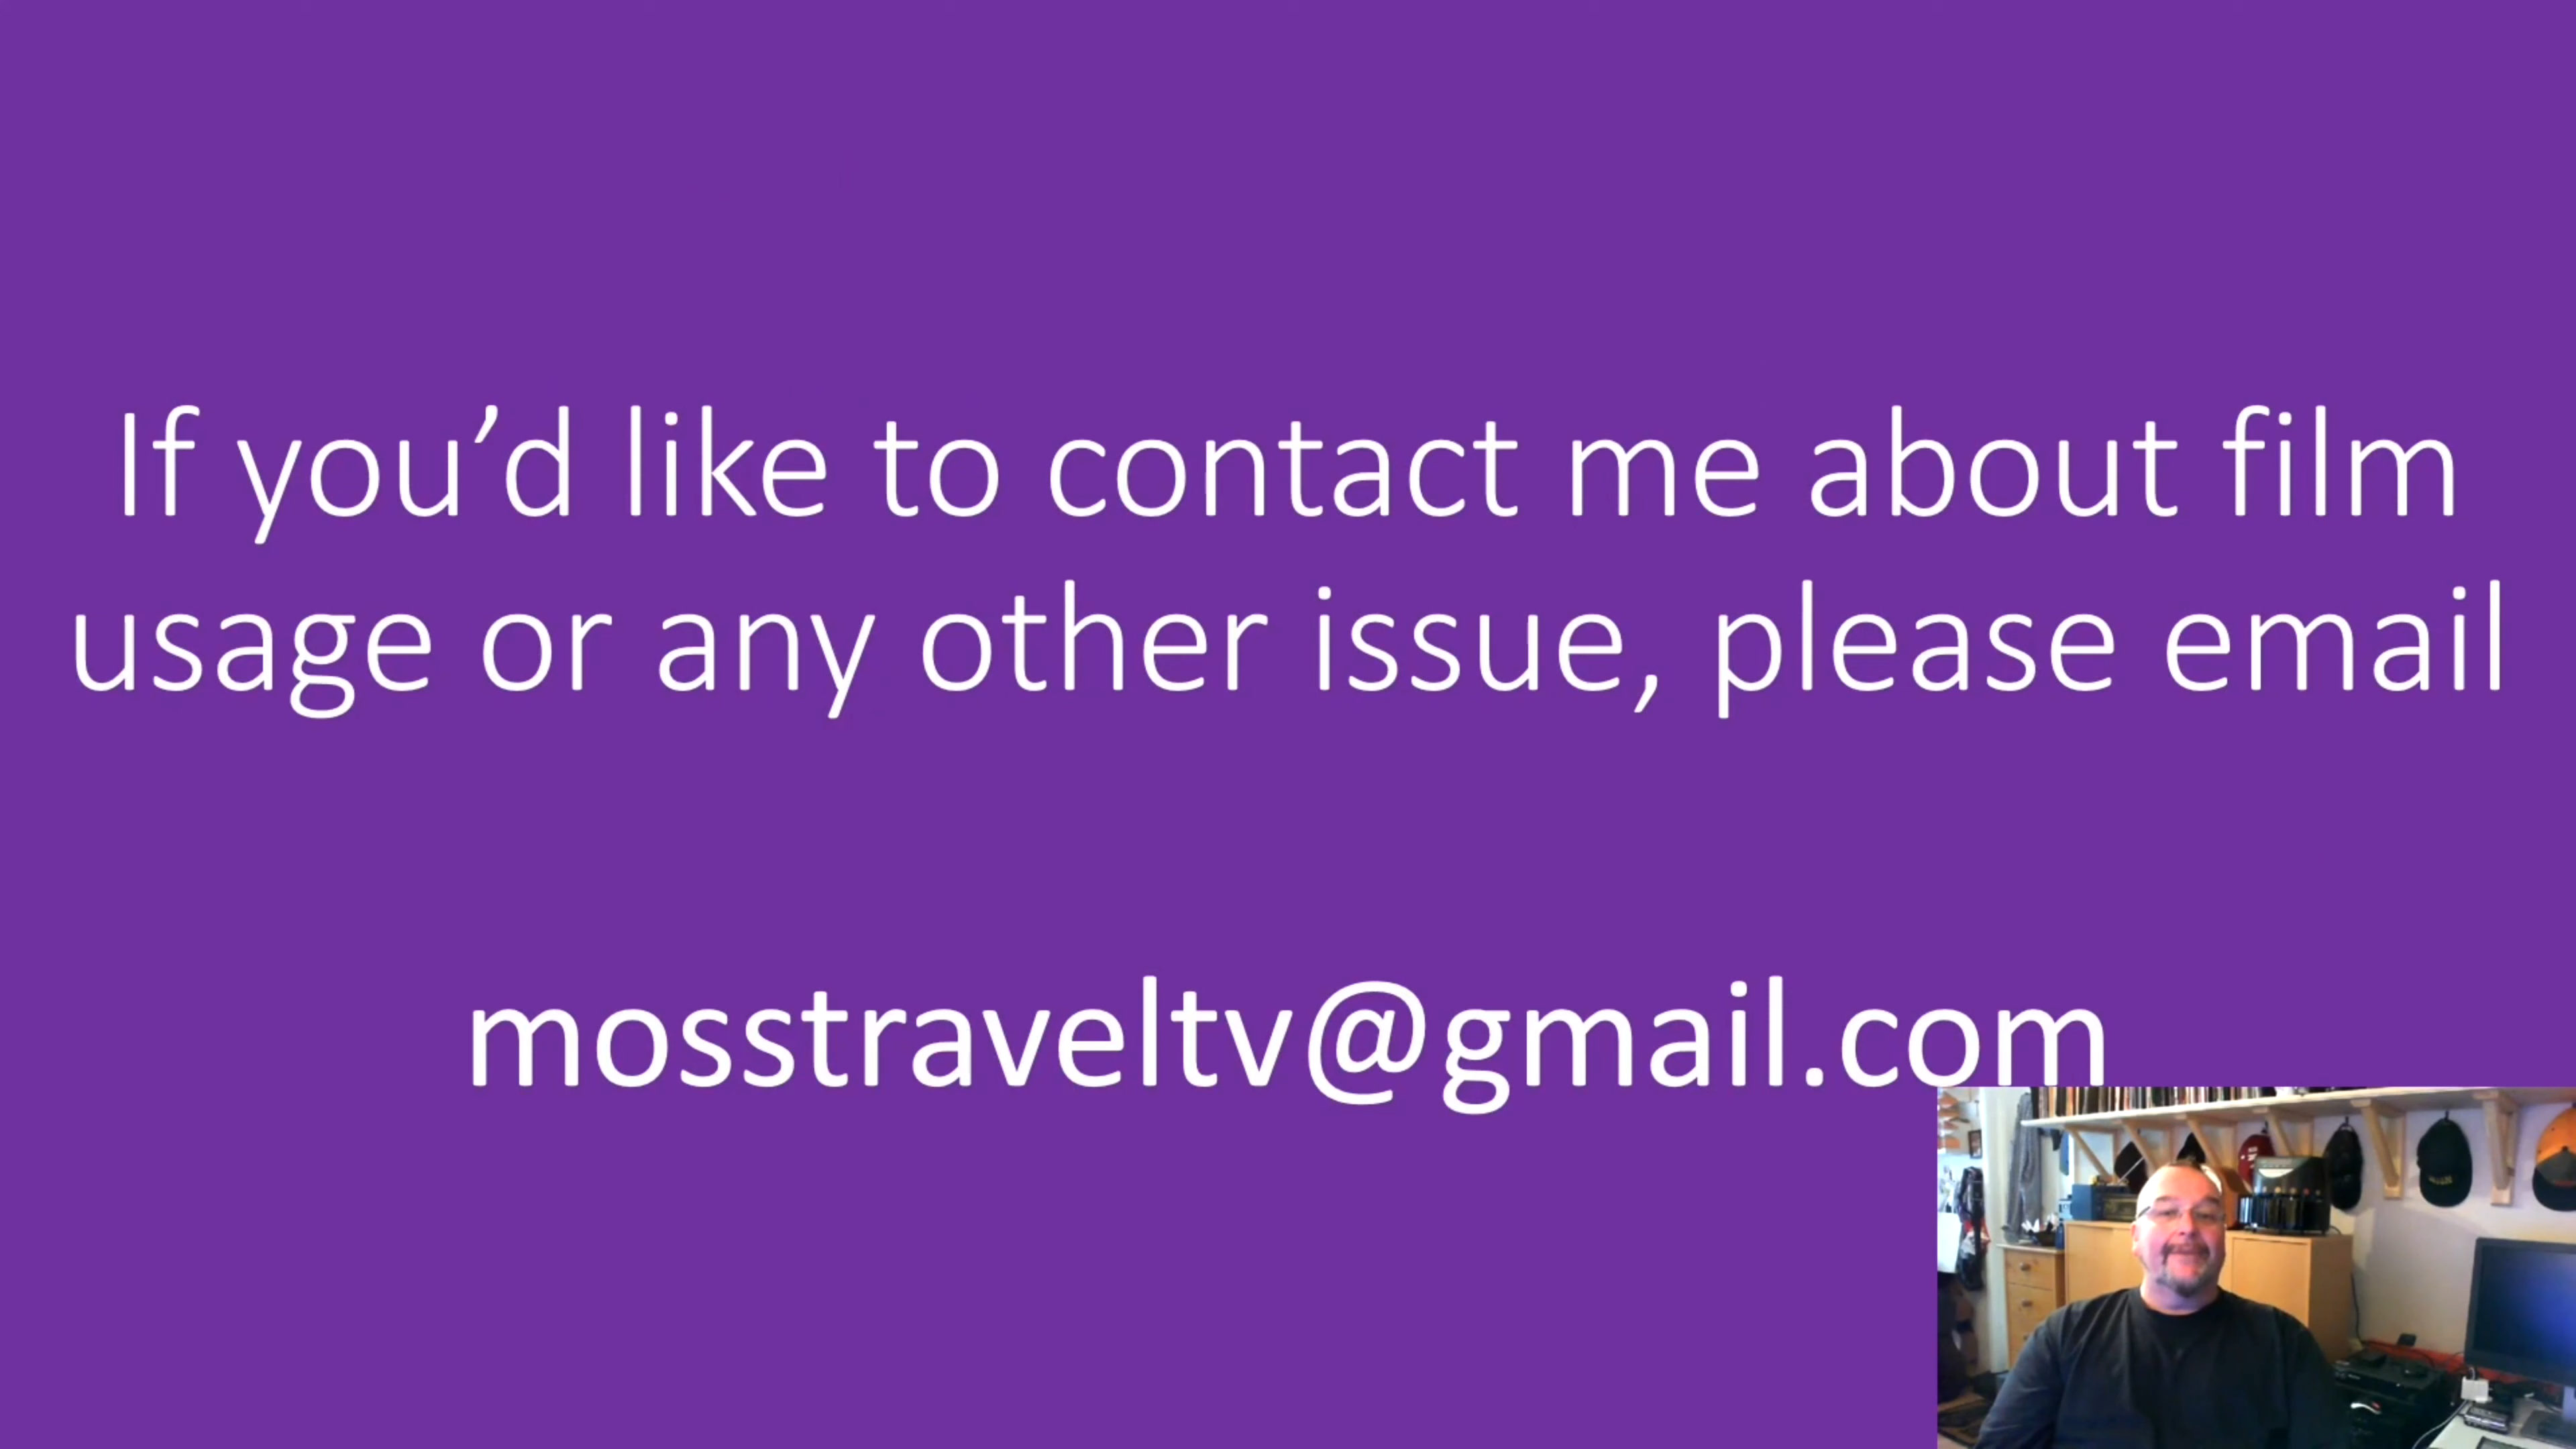 If you’d like to contact me about film
usage or any other issue, please email
mosstraveltv@gmail.com